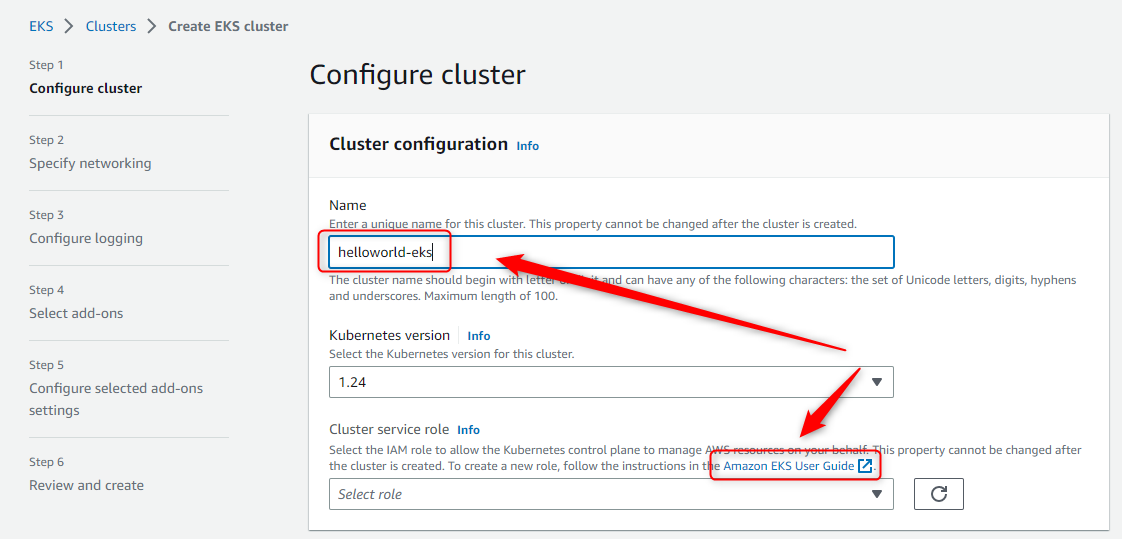 EKS > Clusters > Create EKS cluster
Step 1
Configure cluster
Step 2
Specify networking
Step 3
Configure logging
Step 4
Select add-ons
Step 5
Configure selected add-ons
settings
Step 6
Review and create
Configure cluster
Cluster configuration Info
Name
Enter a unique name for this cluster. This property cannot be changed after the cluster is created.
helloworld-eks
The cluster name should begin with letter or digit and can have any of the following characters: the set of Unicode letters, digits, hyphens
and underscores. Maximum length of 100.
Kubernetes version Info
Select the Kubernetes version for this cluster.
1.24
Cluster service role Info
Select the IAM role to allow the Kubernetes control plane to manage AWS resources on your behalf. This property cannot be changed after
the cluster is created. To create a new role, follow the instructions in the Amazon EKS User Guide.
Select role